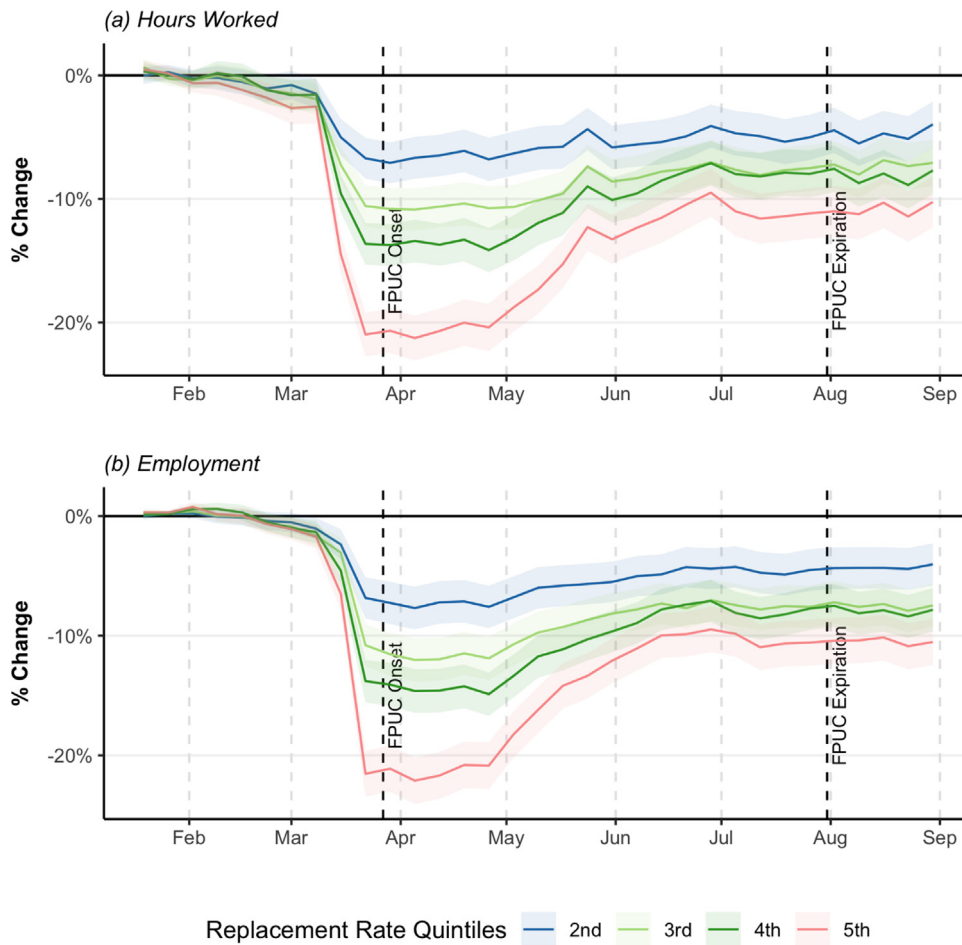 (a) Hours Worked
0%
-10%
-20%
% Change
FPUC Onset
FPUC Expiration
Feb Mar Apr May Jun Jul Aug Sep
(b) Employment
0%
-10%
-20%
% Change
FPUC Onset
FPUC Expiration
Feb Mar Apr May Jun Jul Aug Sep
Replacement Rate Quintiles 2nd 3rd 4th 5th